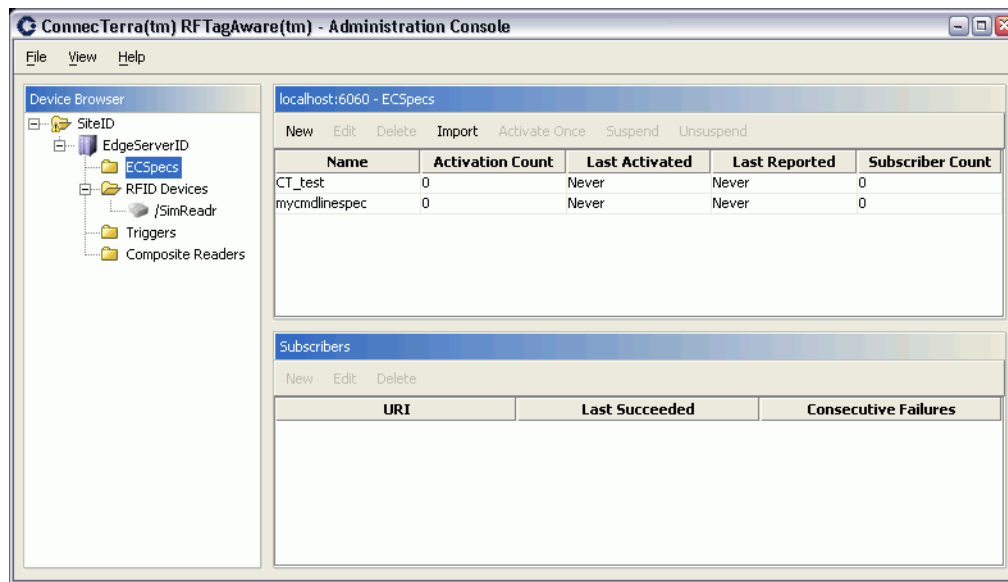 ConnecTerra(tm) RFTagAware(tm) - Administration Console
File View Help
Device Browser
SiteID
EdgeServerID
ECSpecs
RFID Devices
/SimReadr
Triggers
Composite Readers
localhost:6060 - ECSpecs
New Edit Delete Import Activate Once Suspend Unsuspend
Name Activation Count Last Activated Last Reported Subscriber Count
CT_test 0 Never Never 0
mycmdlinespec 0 Never Never 0
Subscribers
New Edit Delete
URI Last Succeeded Consecutive Failures